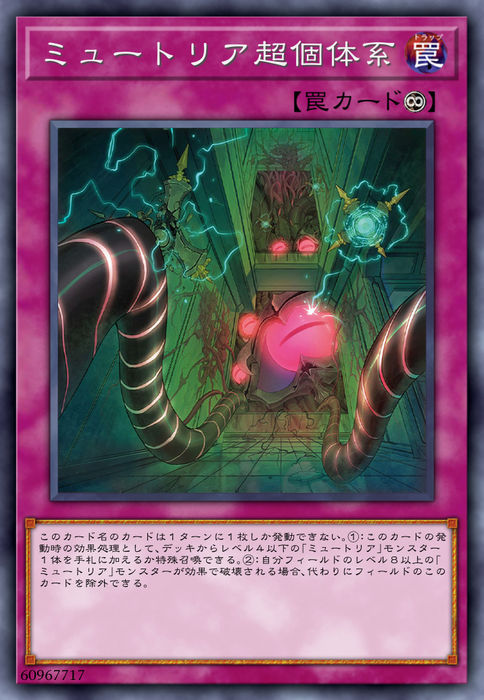 ミュートリア超個体系
トラップ
罠
【罠カード】
このカード名のカードは1ターンに1枚しか発動できない。①:このカードの発
動時の効果処理として、デッキからレベル4以下の「ミュートリア」モンスター
1体を手札に加えるか特殊召喚できる。②:自分フィールドのレベル8以上の「
ミュートリア」モンスターが効果で破壊される場合、代わりにフィールドのこの
カードを除外できる。
60967717